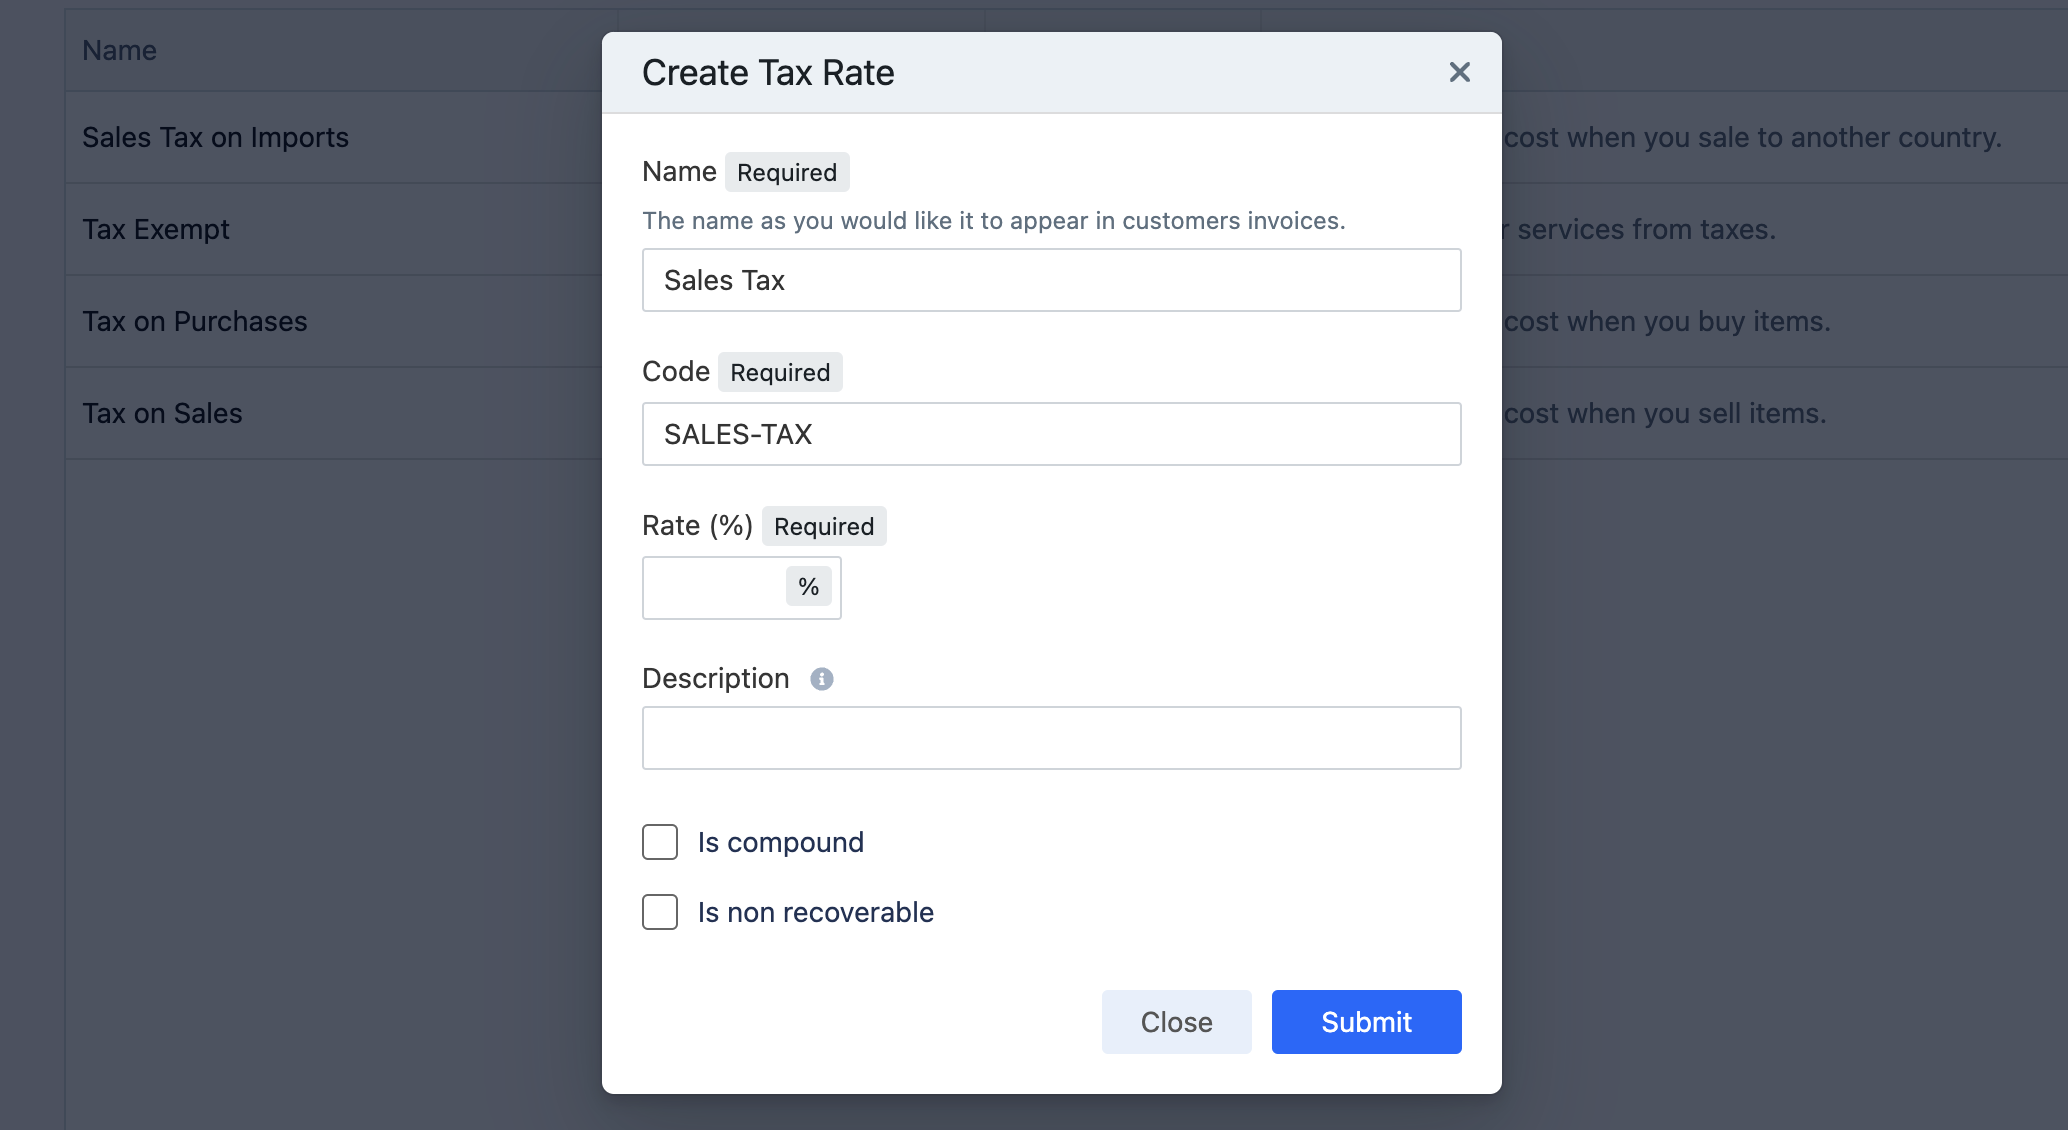 Name
Sales Tax on Imports
cost when you sale to another country.
Tax Exempt
services from taxes.
Tax on Purchases
cost when you buy items.
Tax on Sales
cost when you sell items.
Create Tax Rate
Name Required
The name as you would like it to appear in customers invoices.
Sales Tax
Code Required
SALES-TAX
Rate (%) Required
%
Description
Is compound
Is non recoverable
Close
Submit